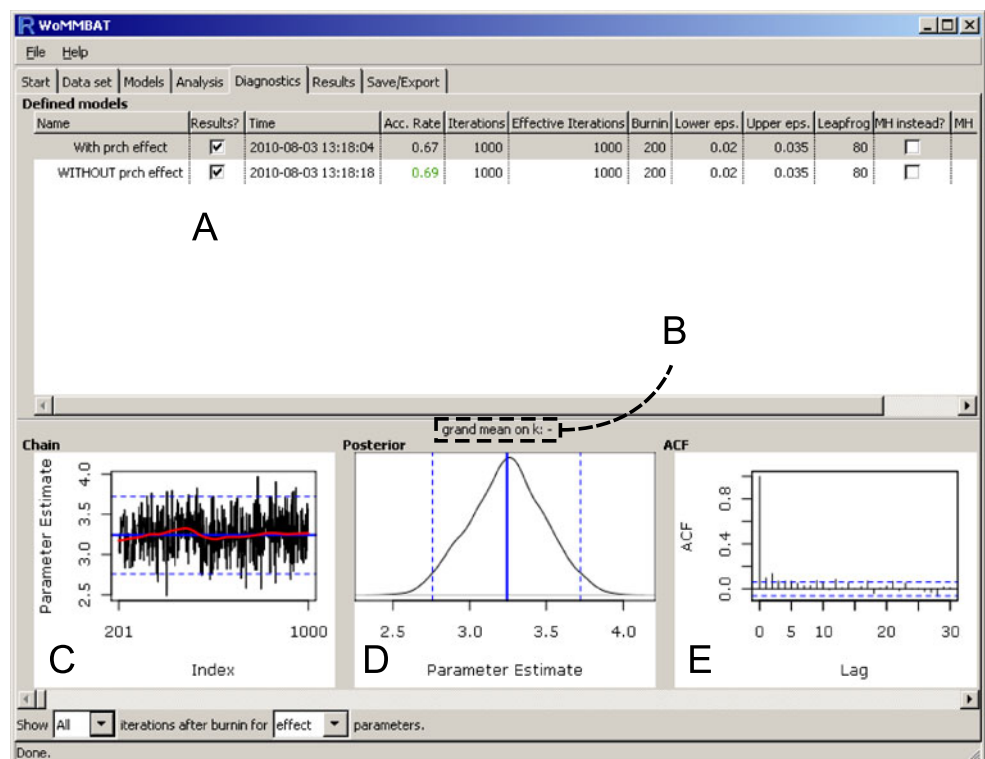 WoMMBAT
File Help
Start Data set Models Analysis Diagnostics Results Save/Export
Defined models
Name Results? Time Acc. Rate Iterations Effective Iterations Burnin Lower eps. Upper eps. Leapfrog MH instead? MH
With prch effect 2010-08-03 13:18:04 0.67 1000 1000 200 0.02 0.035 80
WITHOUT prch effect 2010-08-03 13:18:18 0.69 1000 1000 200 0.02 0.035 80
A
B
grand mean on k: -
Chain Posterior ACF
Parameter Estimate
2.5 3.0 3.5 4.0
201 1000
Index
C
2.5 3.0 3.5 4.0
Parameter Estimate
D
ACF
0.0 0.4 0.8
0 5 10 20 30
Lag
E
Show All iterations after burnin for effect parameters.
Done.